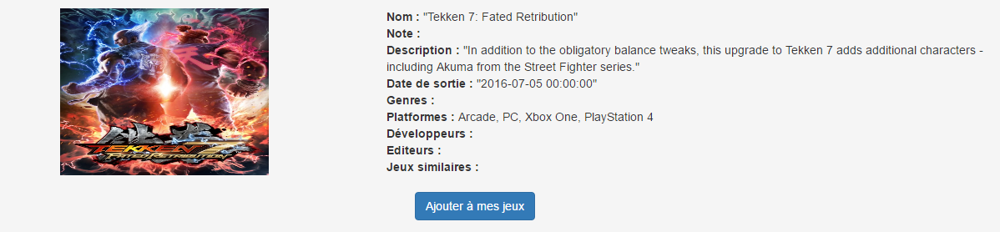 鉄拳
TEKKEN 7
FATED RETRIBUTION
Nom : "Tekken 7: Fated Retribution"
Note :
Description : "In addition to the obligatory balance tweaks, this upgrade to Tekken 7 adds additional characters -
including Akuma from the Street Fighter series."
Date de sortie : "2016-07-05 00:00:00"
Genres :
Platformes : Arcade, PC, Xbox One, PlayStation 4
Développeurs :
Editeurs :
Jeux similaires :
Ajouter à mes jeux